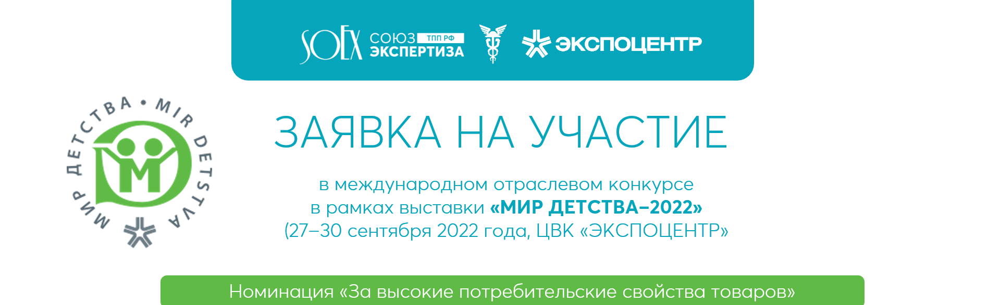 SOEX СОЮЗ ТПП РФ
ЭКСПЕРТИЗА
ЭКСПОЦЕНТР
МИР ДЕТСТВА • MIR DETSTVA
М
ЗАЯВКА НА УЧАСТИЕ
в международном отраслевом конкурсе
в рамках выставки «МИР ДЕТСТВА–2022»
(27–30 сентября 2022 года, ЦВК «ЭКСПОЦЕНТР»
Номинация «За высокие потребительские свойства товаров»